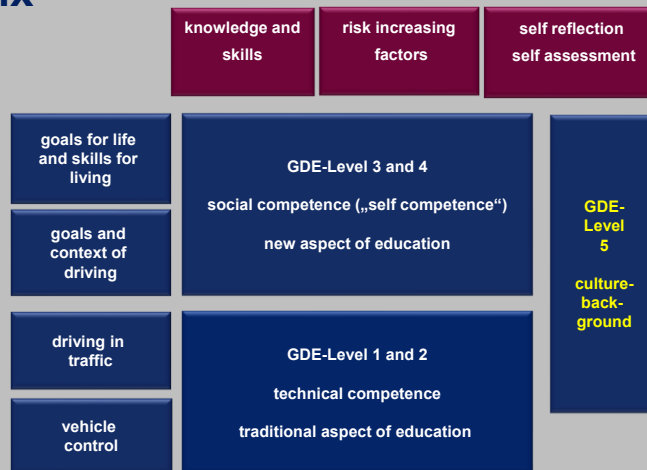 ix
knowledge and
skills
risk increasing
factors
self reflection
self assessment
goals for life
and skills for
living
goals and
context of
driving
driving in
traffic
vehicle
control
GDE-Level 3 and 4
social competence („self competence“)
new aspect of education
GDE-Level 1 and 2
technical competence
traditional aspect of education
GDE-
Level
5
culture-
back-
ground